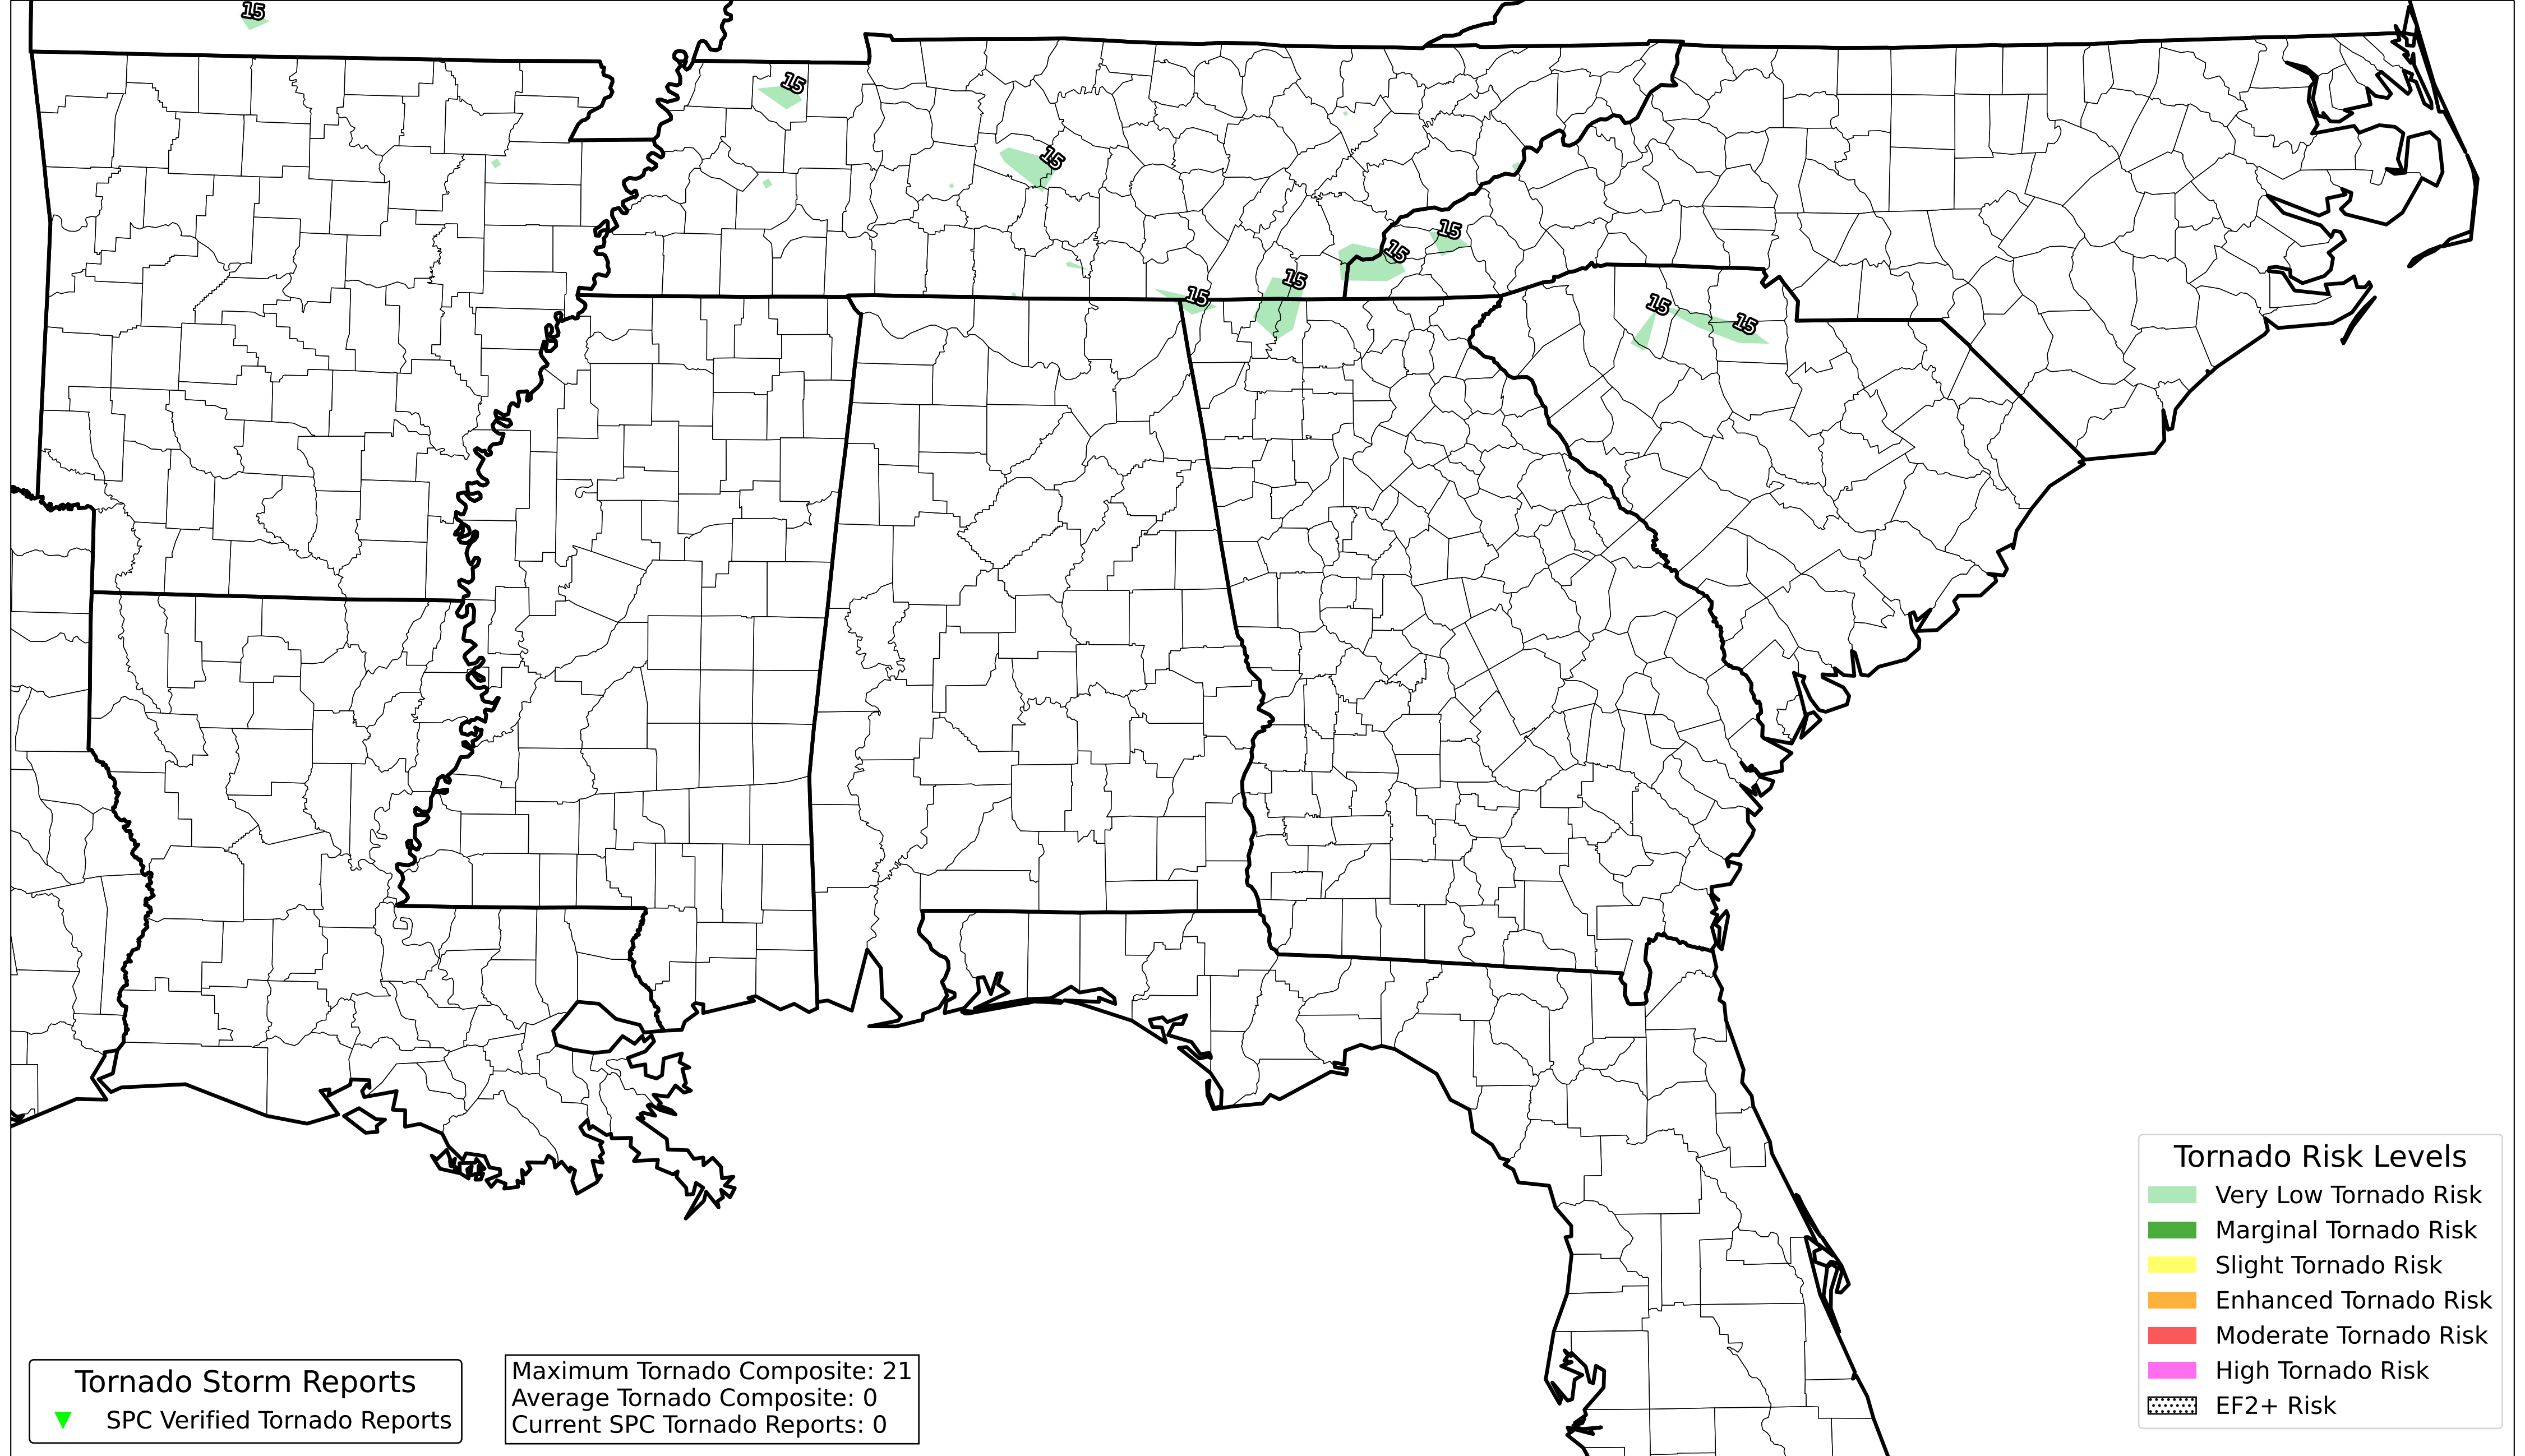 15
15
15
15
15
15
15
15
15
Tornado Risk Levels
Very Low Tornado Risk
Marginal Tornado Risk
Slight Tornado Risk
Enhanced Tornado Risk
Moderate Tornado Risk
High Tornado Risk
EF2+ Risk
Tornado Storm Reports
SPC Verified Tornado Reports
Maximum Tornado Composite: 21
Average Tornado Composite: 0
Current SPC Tornado Reports: 0